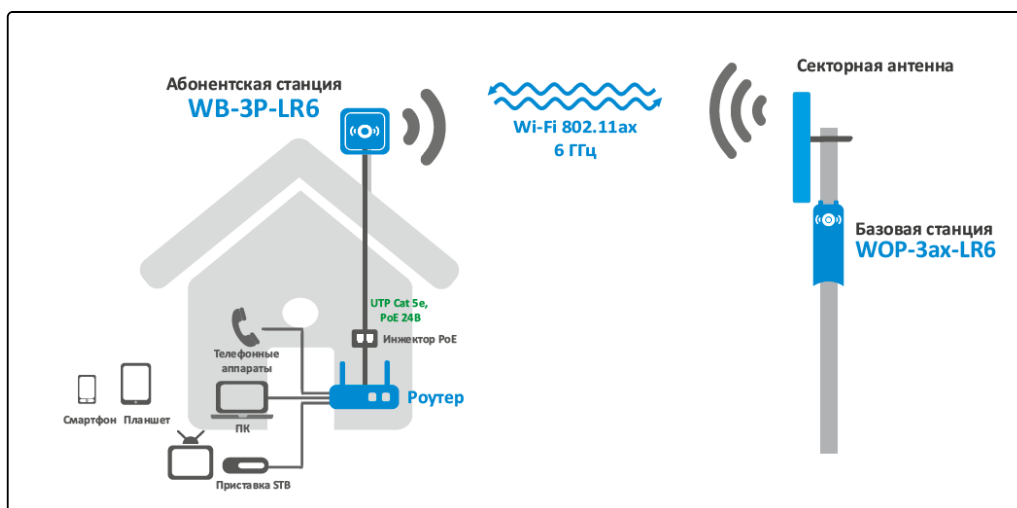 Абонентская станция
WB-3P-LR6
Wi-Fi 802.11ax
6 ГГц
Секторная антенна
Базовая станция
WOP-3ax-LR6
UTP Cat 5e,
PoE 24В
Инжектор PoE
Телефонные
аппараты
Роутер
Смартфон
Планшет
ПК
Приставка STB